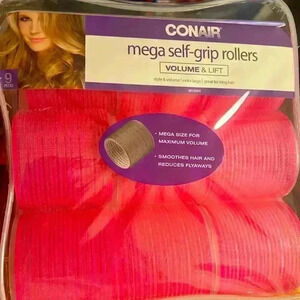 CONAIR
mega self-grip rollers
VOLUME & LIFT
9
• MEGA SIZE FOR
MAXIMUM VOLUME
• SMOOTHES HAIR AND
REDUCES FLYAWAYS